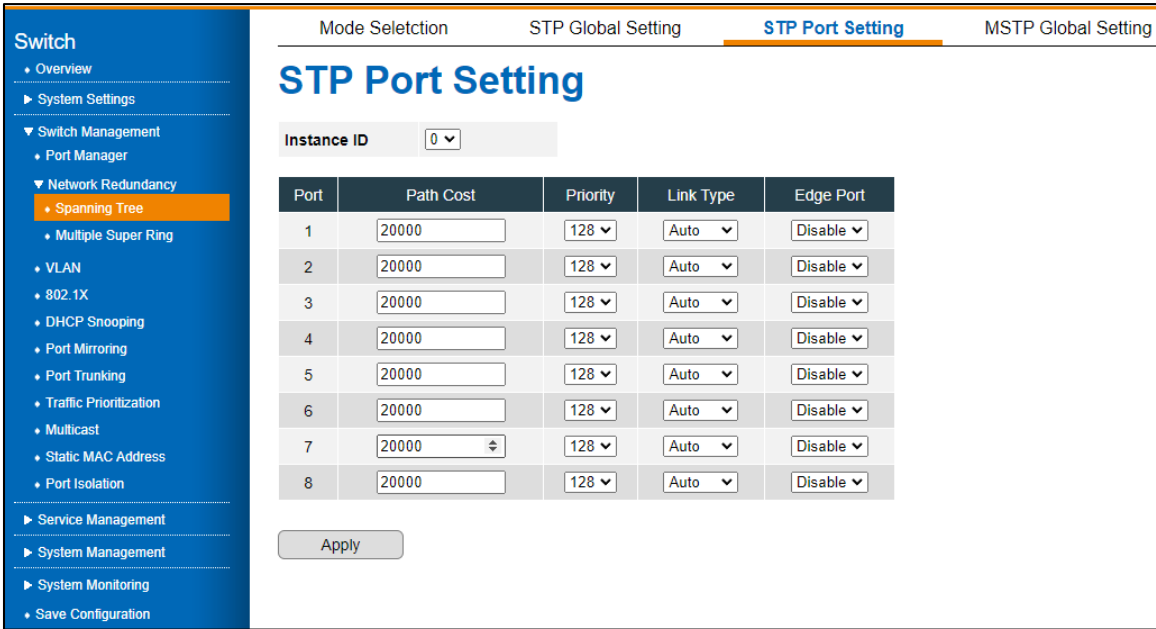 Mode Seletction STP Global Setting STP Port Setting MSTP Global Setting
Switch
Overview
System Settings
Switch Management
Port Manager
Network Redundancy
Spanning Tree
Multiple Super Ring
VLAN
802.1X
DHCP Snooping
Port Mirroring
Port Trunking
Traffic Prioritization
Multicast
Static MAC Address
Port Isolation
Service Management
System Management
System Monitoring
Save Configuration
STP Port Setting
Instance ID 0
Port Path Cost Priority Link Type Edge Port
1 20000 128 Auto Disable
2 20000 128 Auto Disable
3 20000 128 Auto Disable
4 20000 128 Auto Disable
5 20000 128 Auto Disable
6 20000 128 Auto Disable
7 20000 128 Auto Disable
8 20000 128 Auto Disable
Apply